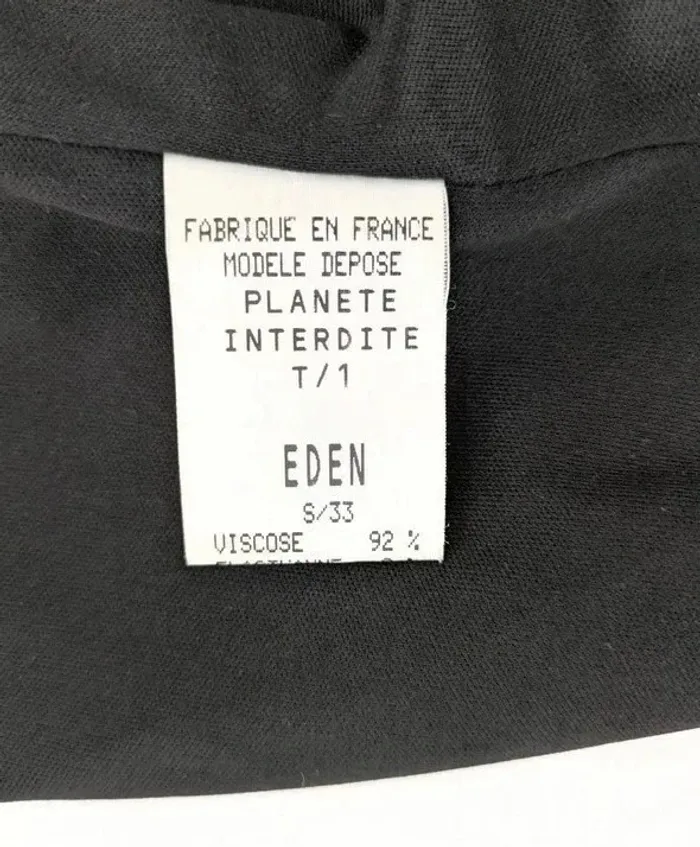 FABRIQUE EN FRANCE
MODELE DEPOSE
PLANETE
INTERDITE
T/1
EDEN
S/33
VISCOSE 92 %